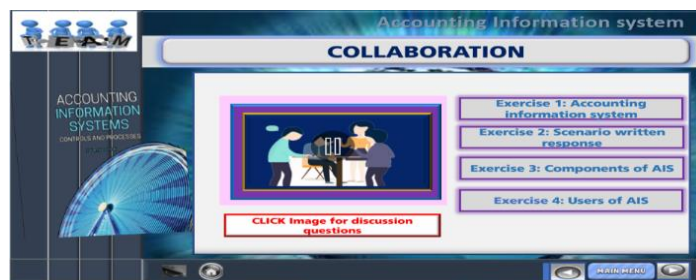 Accounting Information system
T·E·A·M
COLLABORATION
ACCOUNTING
INFORMATION
SYSTEMS
CONTROLS AND PROCESSES
Exercise 1: Accounting
information system
Exercise 2: Scenario written
response
Exercise 3: Components of AIS
Exercise 4: Users of AIS
CLICK Image for discussion
questions
MAIN MENU